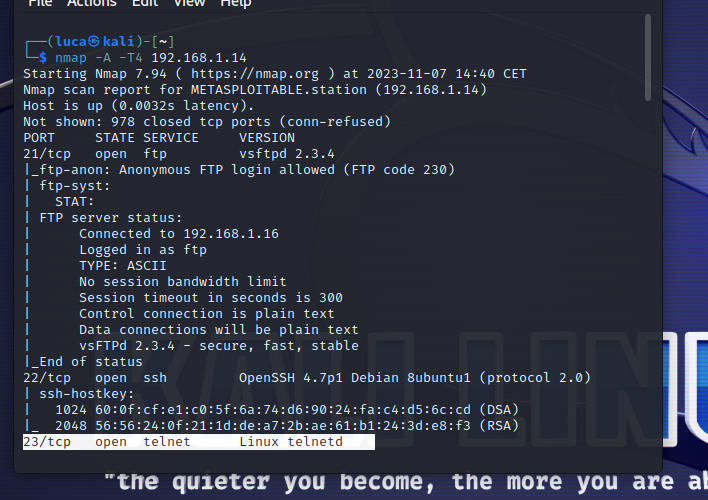 File Actions Edit View Help
┌──(luca㉿kali)-[~]
└─$ nmap -A -T4 192.168.1.14
Starting Nmap 7.94 ( https://nmap.org ) at 2023-11-07 14:40 CET
Nmap scan report for METASPLOITABLE.station (192.168.1.14)
Host is up (0.0032s latency).
Not shown: 978 closed tcp ports (conn-refused)
PORT     STATE SERVICE     VERSION
21/tcp   open  ftp         vsftpd 2.3.4
|_ftp-anon: Anonymous FTP login allowed (FTP code 230)
| ftp-syst:
|   STAT:
| FTP server status:
|      Connected to 192.168.1.16
|      Logged in as ftp
|      TYPE: ASCII
|      No session bandwidth limit
|      Session timeout in seconds is 300
|      Control connection is plain text
|      Data connections will be plain text
|      vsFTPd 2.3.4 - secure, fast, stable
|_End of status
22/tcp   open  ssh         OpenSSH 4.7p1 Debian 8ubuntu1 (protocol 2.0)
| ssh-hostkey:
|   1024 60:0f:cf:e1:c0:5f:6a:74:d6:90:24:fa:c4:d5:6c:cd (DSA)
|_  2048 56:56:24:0f:21:1d:de:a7:2b:ae:61:b1:24:3d:e8:f3 (RSA)
23/tcp   open  telnet      Linux telnetd
KALI LINU
"the quieter you become, the more you are ab